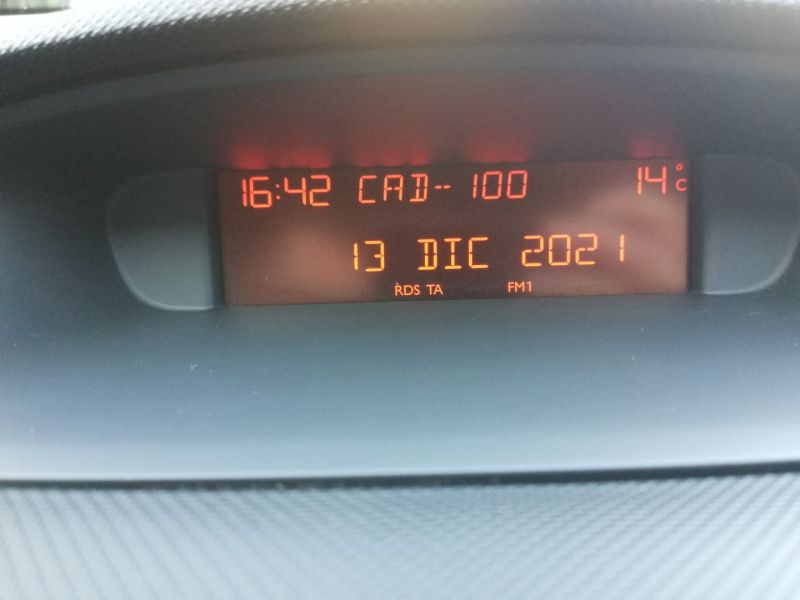 16:42 CAD-- 100 14°C
13 DIC 2021
RDS TA FM1